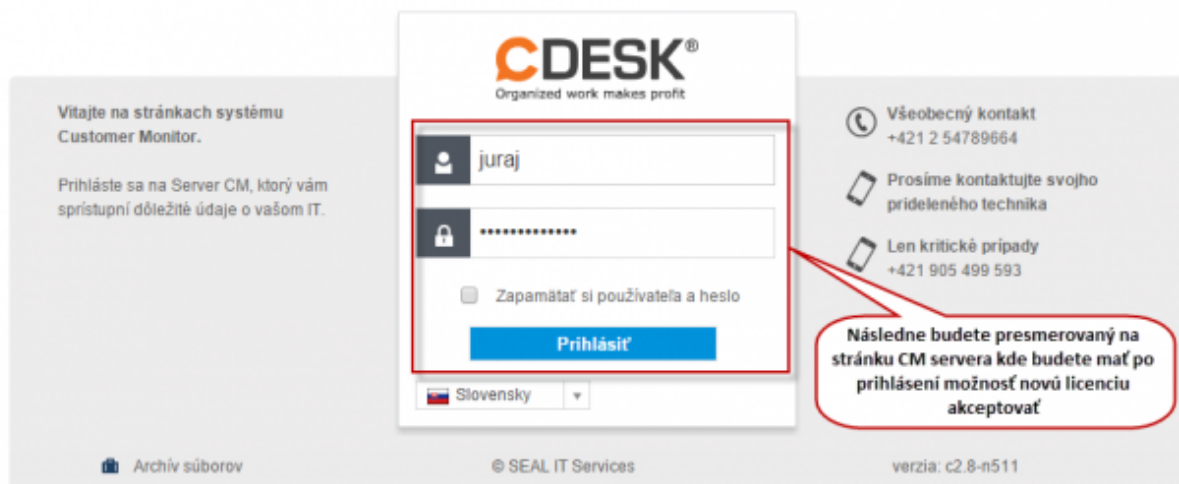 CDESK®
Organized work makes profit
Vitajte na stránkach systému
Customer Monitor.
Prihláste sa na Server CM, ktorý vám
sprístupní dôležité údaje o vašom IT.
juraj
•••••••••••••
Zapamätať si používateľa a heslo
Prihlásiť
Slovensky
Všeobecný kontakt
+421 2 54789664
Prosíme kontaktujte svojho
prideleného technika
Len kritické prípady
+421 905 499 593
Následne budete presmerovaný na
stránku CM servera kde budete mať po
prihlásení možnosť novú licenciu
akceptovať
Archív súborov
© SEAL IT Services
verzia: c2.8-n511